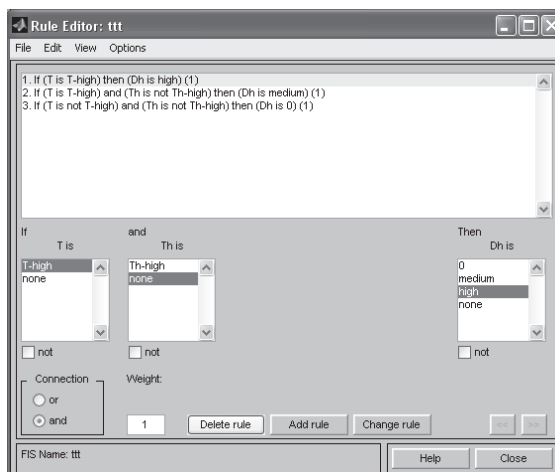 Rule Editor: ttt
File Edit View Options
1. If (T is T-high) then (Dh is high) (1)
2. If (T is T-high) and (Th is not Th-high) then (Dh is medium) (1)
3. If (T is not T-high) and (Th is not Th-high) then (Dh is 0) (1)
If and Then
T is Th is Dh is
T-high Th-high 0
none none medium
high
none
not not not
Connection Weight:
or
and 1 Delete rule Add rule Change rule << >>
FIS Name: ttt Help Close